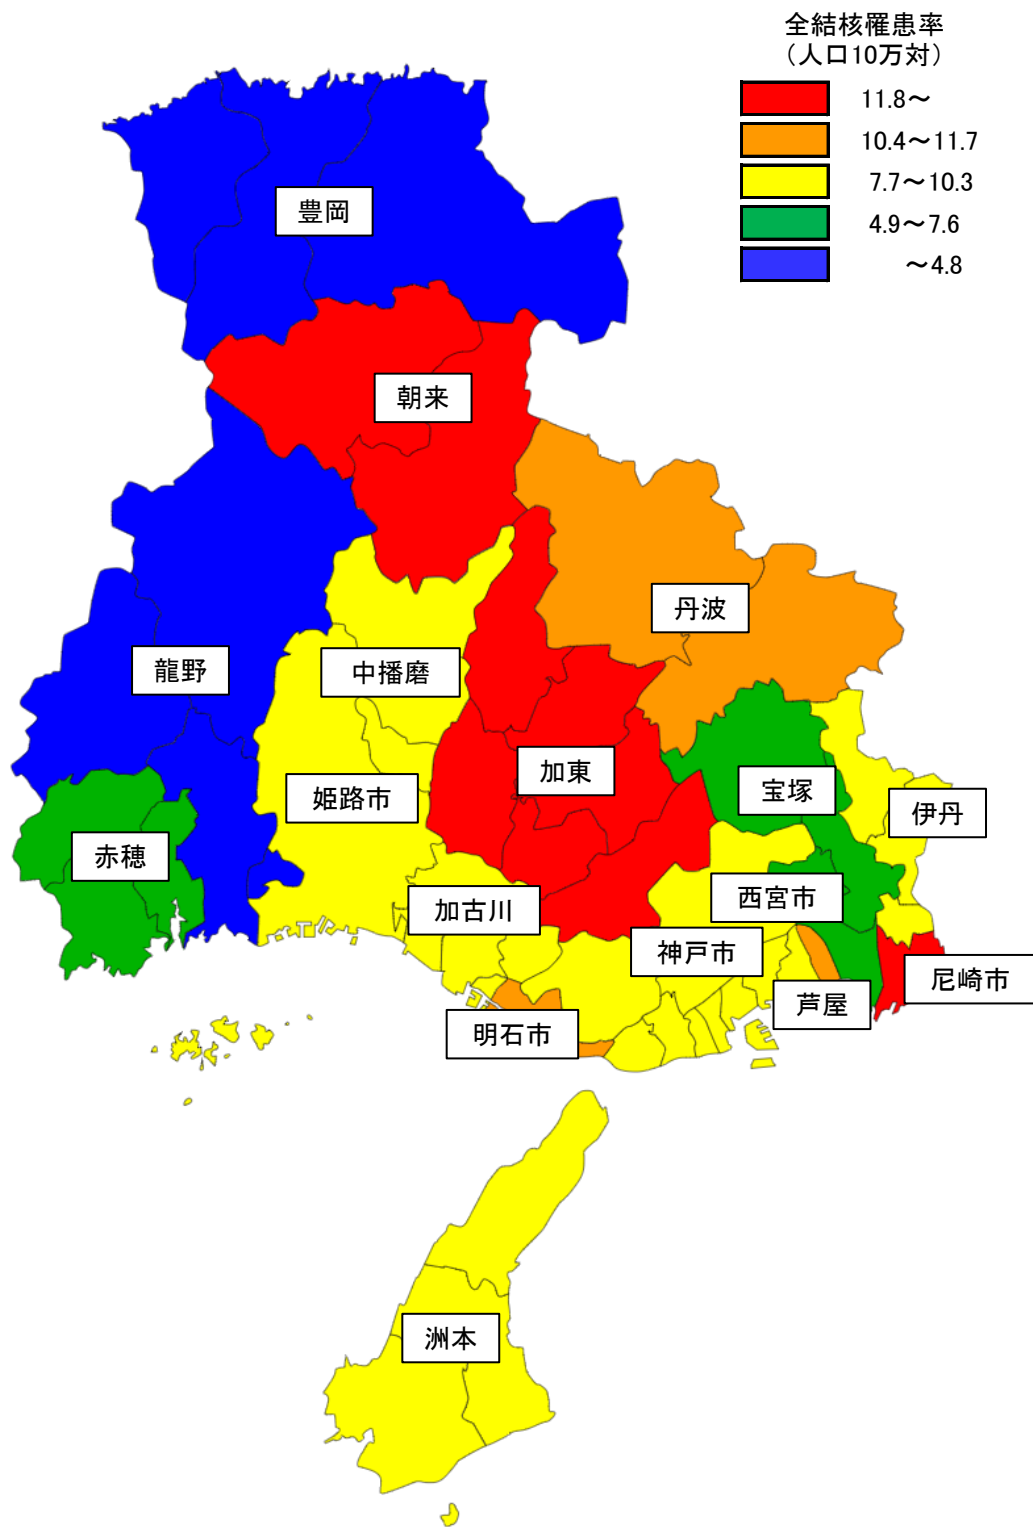 全結核罹患率
（人口10万対）
11.8～
10.4～11.7
7.7～10.3
4.9～7.6
～4.8
豊岡
朝来
丹波
龍野
中播磨
加東
宝塚
姫路市
伊丹
赤穂
加古川
西宮市
神戸市
尼崎市
芦屋
明石市
洲本